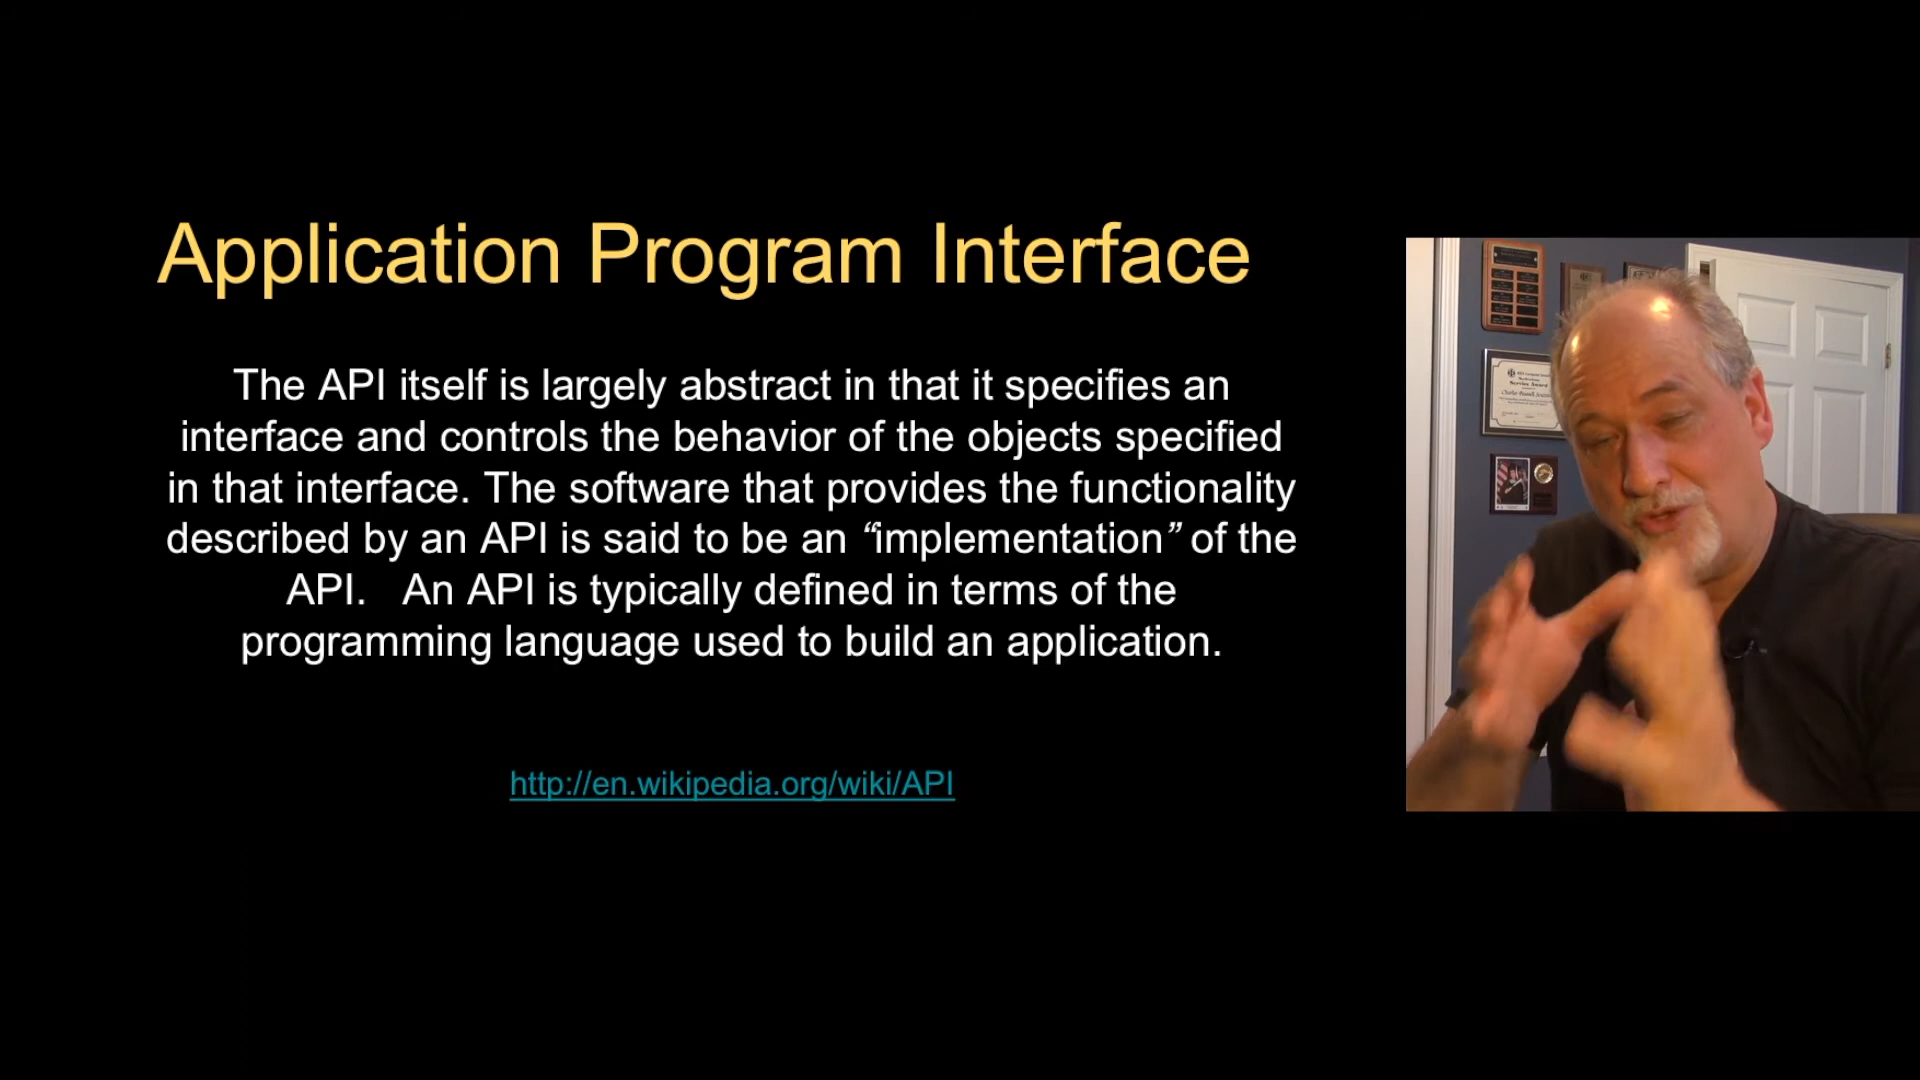 Application Program Interface
The API itself is largely abstract in that it specifies an
interface and controls the behavior of the objects specified
in that interface. The software that provides the functionality
described by an API is said to be an “implementation” of the
API. An API is typically defined in terms of the
programming language used to build an application.
http://en.wikipedia.org/wiki/API
Service Award